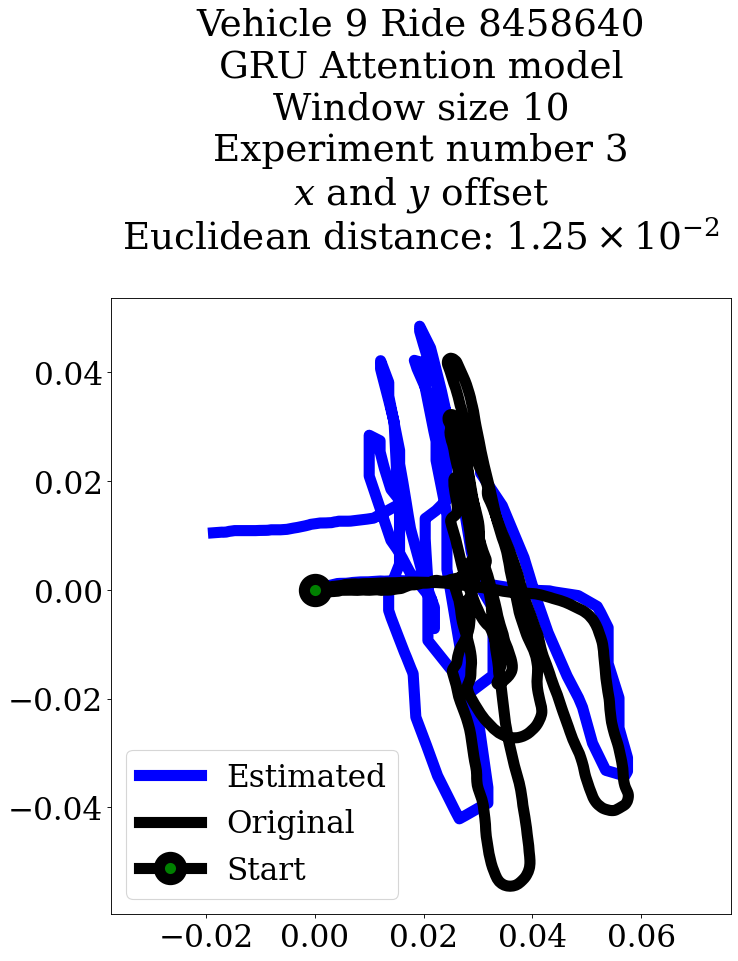 Vehicle 9 Ride 8458640
GRU Attention model
Window size 10
Experiment number 3
x and y offset
Euclidean distance: 1.25 × 10⁻²
0.04
0.02
0.00
−0.02
−0.04
Estimated
Original
Start
−0.02 0.00 0.02 0.04 0.06